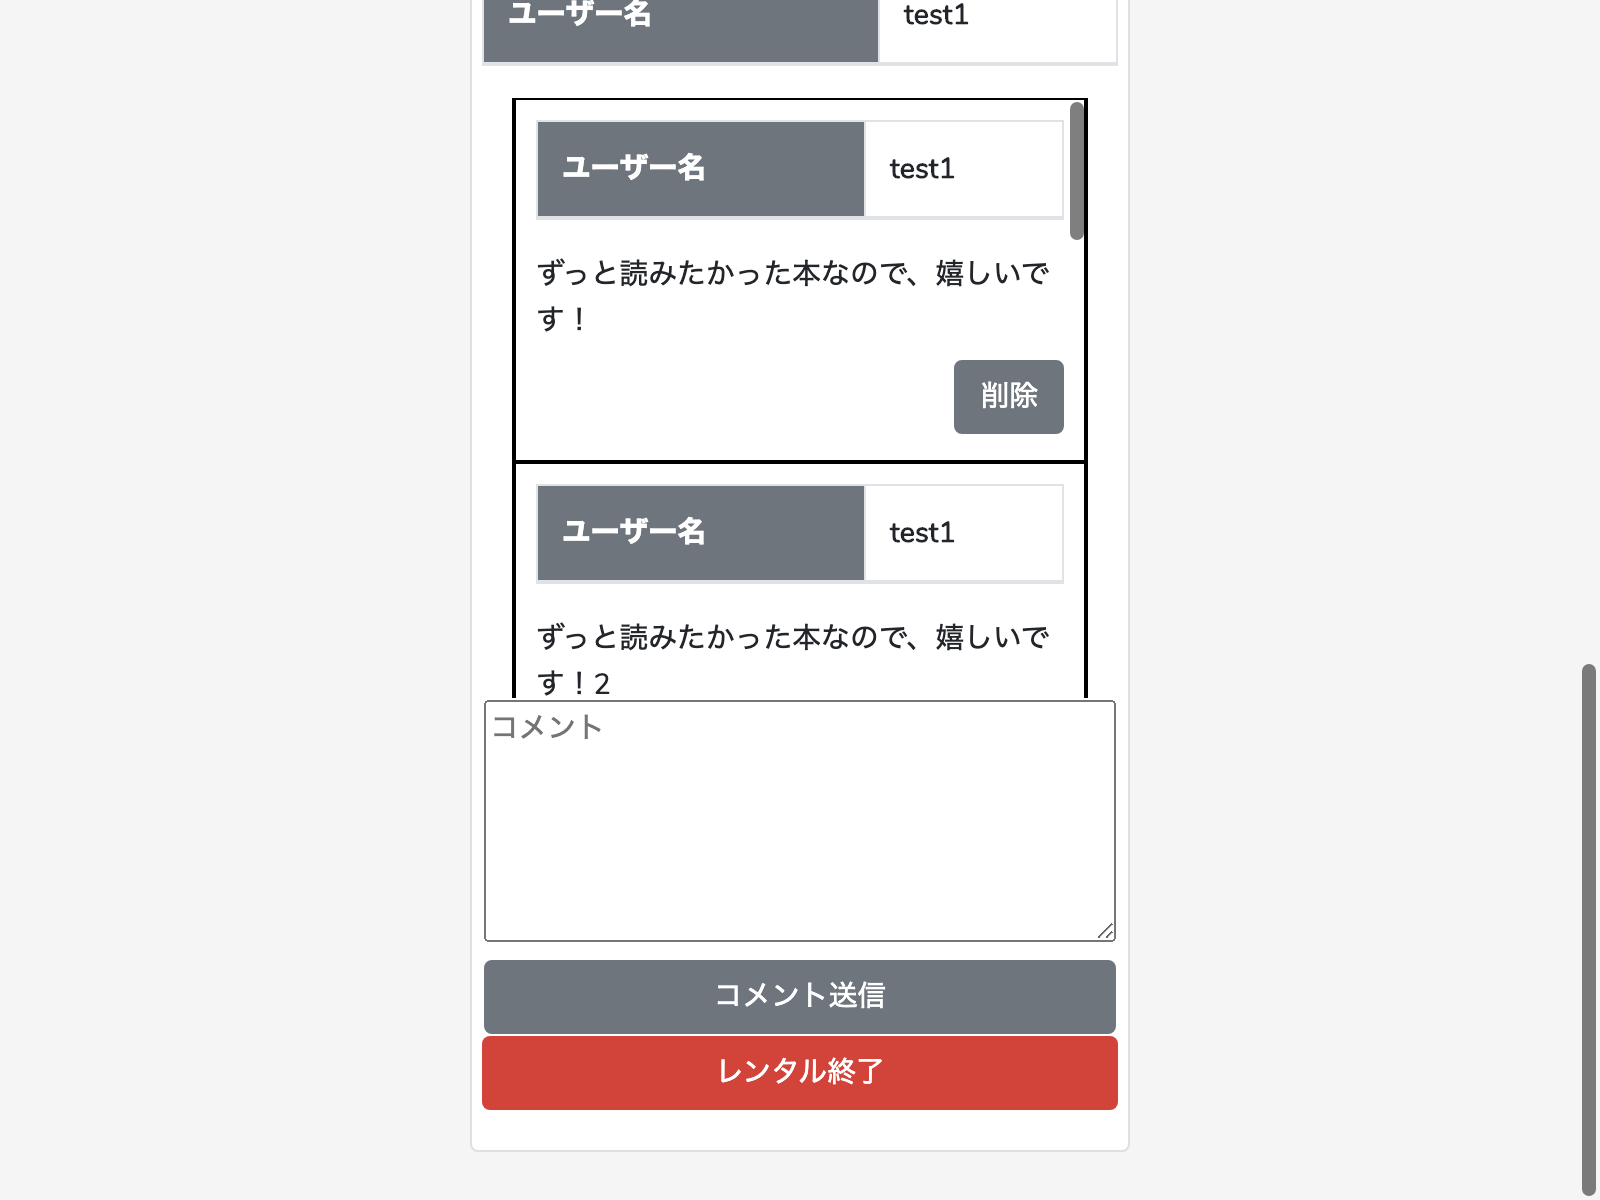 ユーザー名 test1
ユーザー名 test1
ずっと読みたかった本なので、嬉しいで
す！
削除
ユーザー名 test1
ずっと読みたかった本なので、嬉しいで
す！2
コメント
コメント送信
レンタル終了